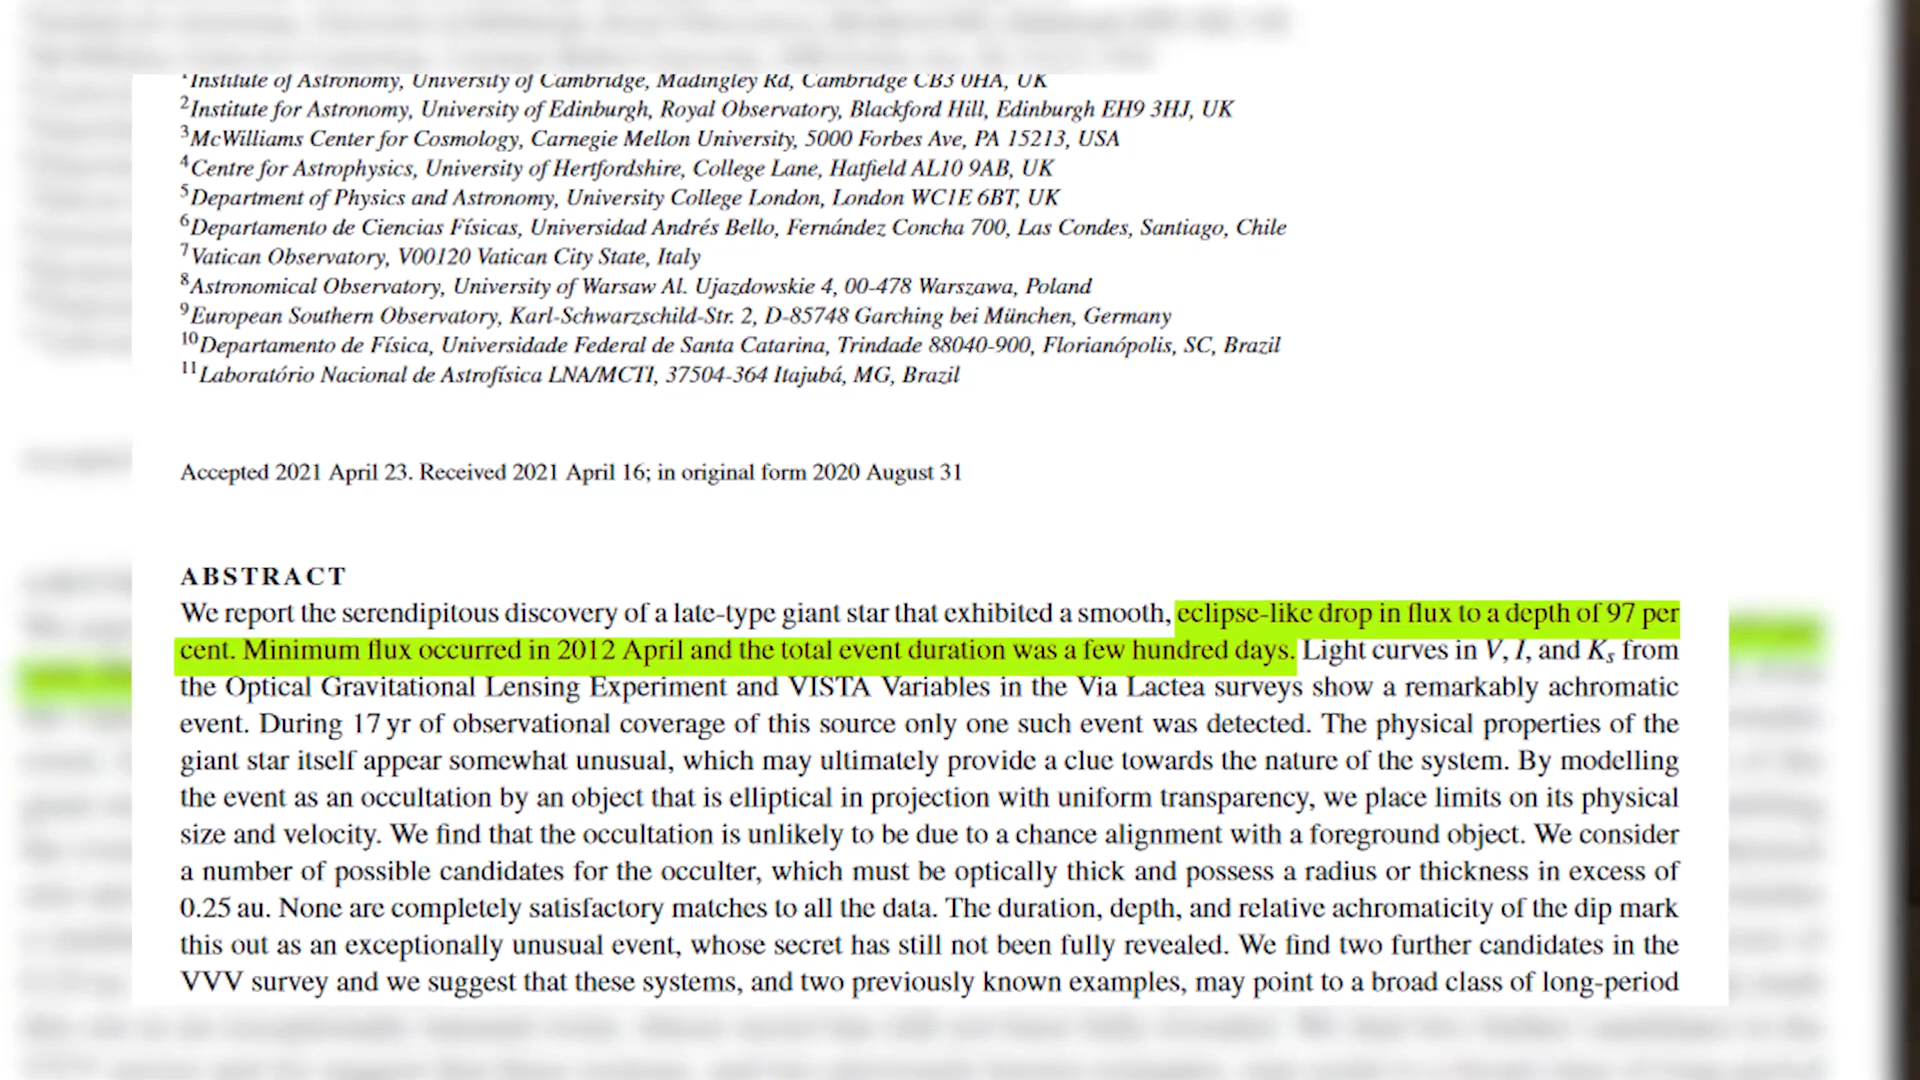 ¹Institute of Astronomy, University of Cambridge, Madingley Rd, Cambridge CB3 0HA, UK
²Institute for Astronomy, University of Edinburgh, Royal Observatory, Blackford Hill, Edinburgh EH9 3HJ, UK
³McWilliams Center for Cosmology, Carnegie Mellon University, 5000 Forbes Ave, PA 15213, USA
⁴Centre for Astrophysics, University of Hertfordshire, College Lane, Hatfield AL10 9AB, UK
⁵Department of Physics and Astronomy, University College London, London WC1E 6BT, UK
⁶Departamento de Ciencias Físicas, Universidad Andrés Bello, Fernández Concha 700, Las Condes, Santiago, Chile
⁷Vatican Observatory, V00120 Vatican City State, Italy
⁸Astronomical Observatory, University of Warsaw Al. Ujazdowskie 4, 00-478 Warszawa, Poland
⁹European Southern Observatory, Karl-Schwarzschild-Str. 2, D-85748 Garching bei München, Germany
¹⁰Departamento de Física, Universidade Federal de Santa Catarina, Trindade 88040-900, Florianópolis, SC, Brazil
¹¹Laboratório Nacional de Astrofísica LNA/MCTI, 37504-364 Itajubá, MG, Brazil
Accepted 2021 April 23. Received 2021 April 16; in original form 2020 August 31
ABSTRACT
We report the serendipitous discovery of a late-type giant star that exhibited a smooth, eclipse-like drop in flux to a depth of 97 per
cent. Minimum flux occurred in 2012 April and the total event duration was a few hundred days. Light curves in V, I, and Ks from
the Optical Gravitational Lensing Experiment and VISTA Variables in the Via Lactea surveys show a remarkably achromatic
event. During 17 yr of observational coverage of this source only one such event was detected. The physical properties of the
giant star itself appear somewhat unusual, which may ultimately provide a clue towards the nature of the system. By modelling
the event as an occultation by an object that is elliptical in projection with uniform transparency, we place limits on its physical
size and velocity. We find that the occultation is unlikely to be due to a chance alignment with a foreground object. We consider
a number of possible candidates for the occulter, which must be optically thick and possess a radius or thickness in excess of
0.25 au. None are completely satisfactory matches to all the data. The duration, depth, and relative achromaticity of the dip mark
this out as an exceptionally unusual event, whose secret has still not been fully revealed. We find two further candidates in the
VVV survey and we suggest that these systems, and two previously known examples, may point to a broad class of long-period